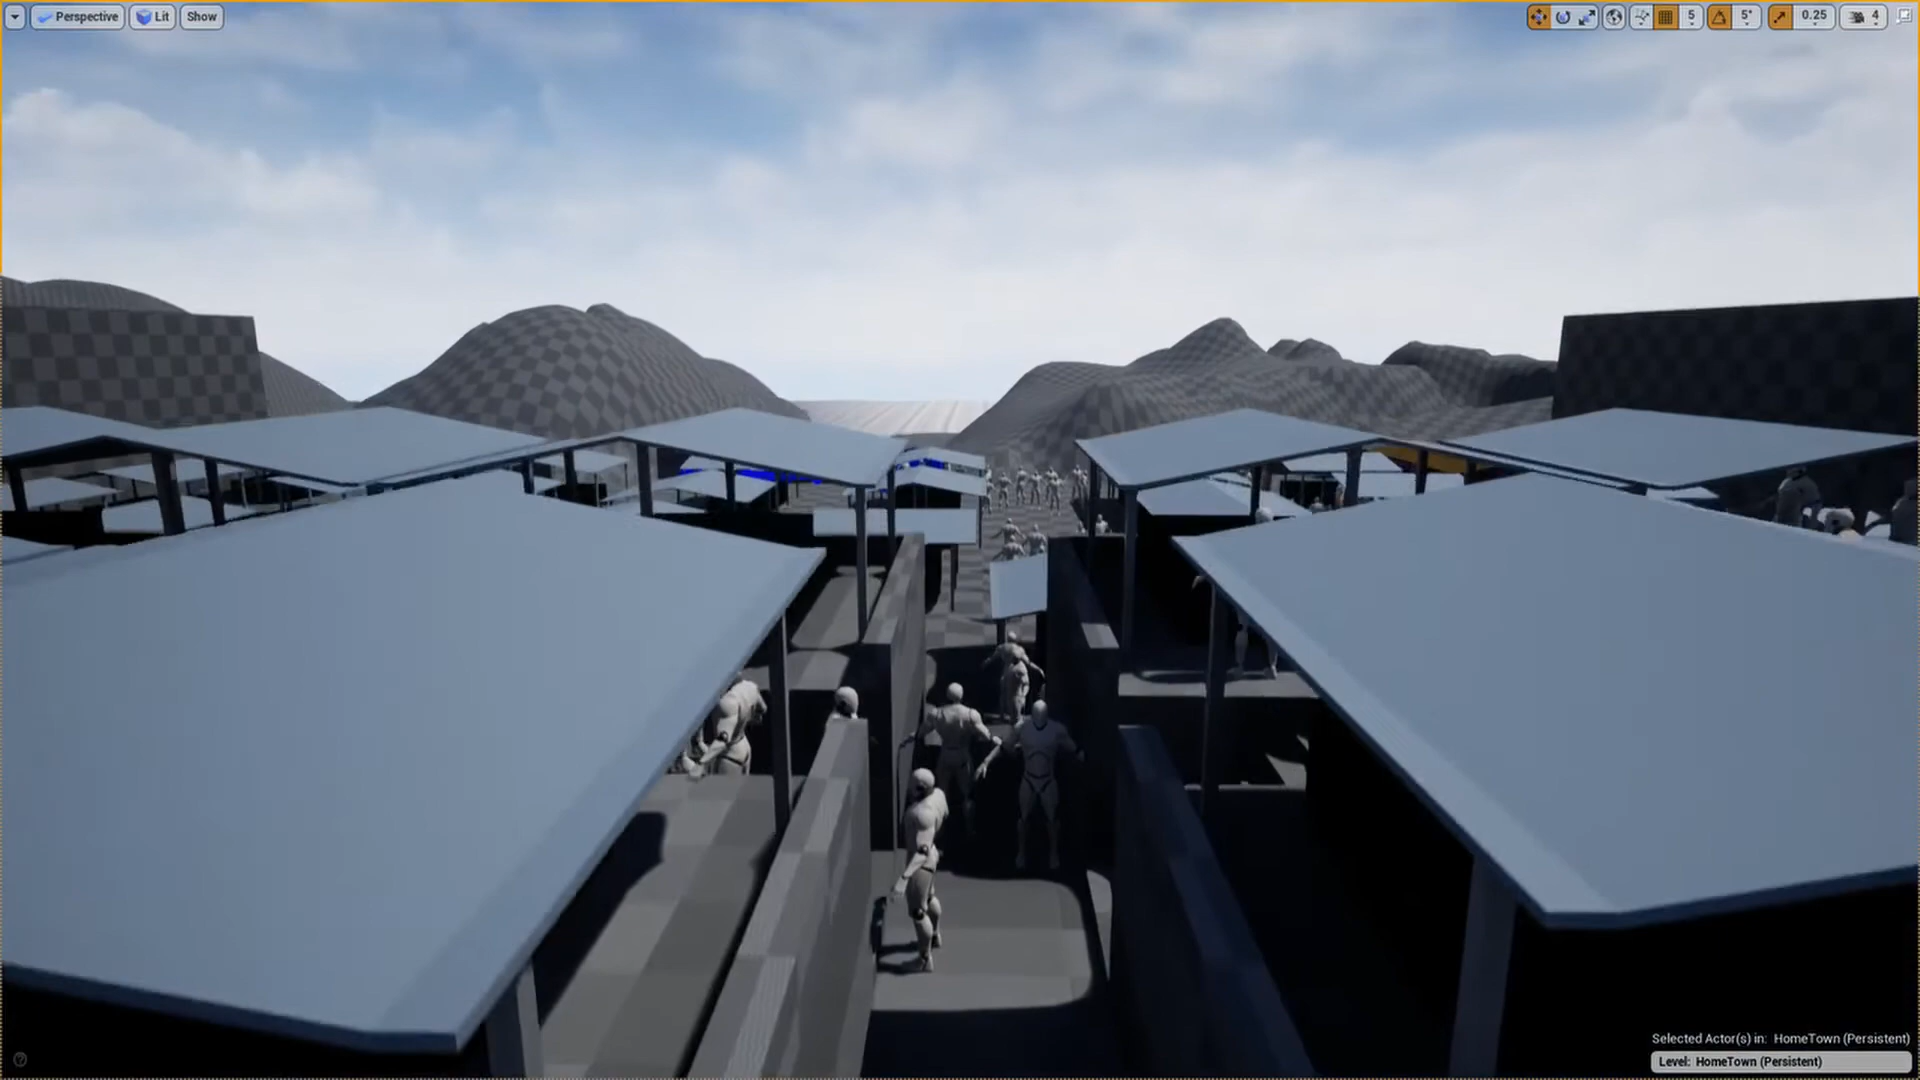 Perspective
Lit
Show
5
5°
0.25
4
Selected Actor(s) in: HomeTown (Persistent)
Level: HomeTown (Persistent)